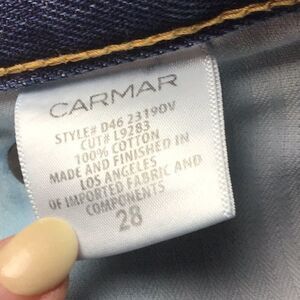 CARMAR
STYLE# D46 23190V
CUT# L9283
100% COTTON
MADE AND FINISHED IN
LOS ANGELES
OF IMPORTED FABRIC AND
COMPONENTS
28